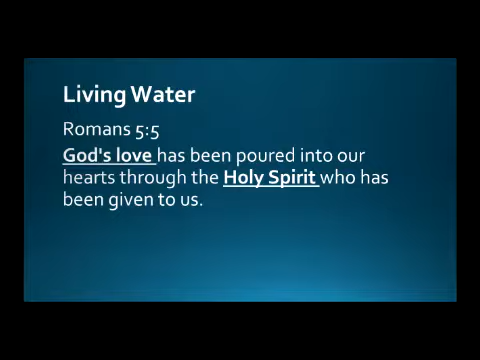 Living Water
Romans 5:5
God's love has been poured into our
hearts through the Holy Spirit who has
been given to us.